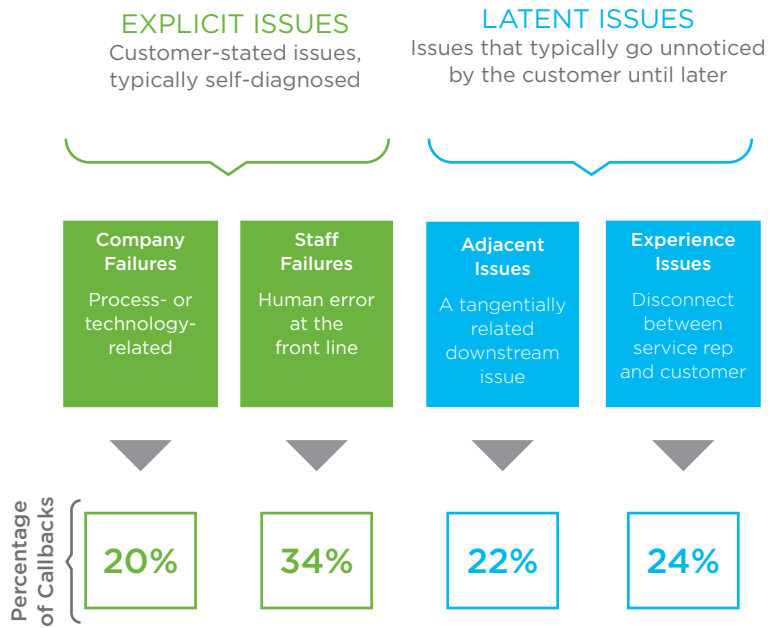 EXPLICIT ISSUES
Customer-stated issues,
typically self-diagnosed
LATENT ISSUES
Issues that typically go unnoticed
by the customer until later
Company
Failures
Process- or
technology-
related
Staff
Failures
Human error
at the
front line
Adjacent
Issues
A tangentially
related
downstream
issue
Experience
Issues
Disconnect
between
service rep
and customer
Percentage
of Callbacks
20%
34%
22%
24%